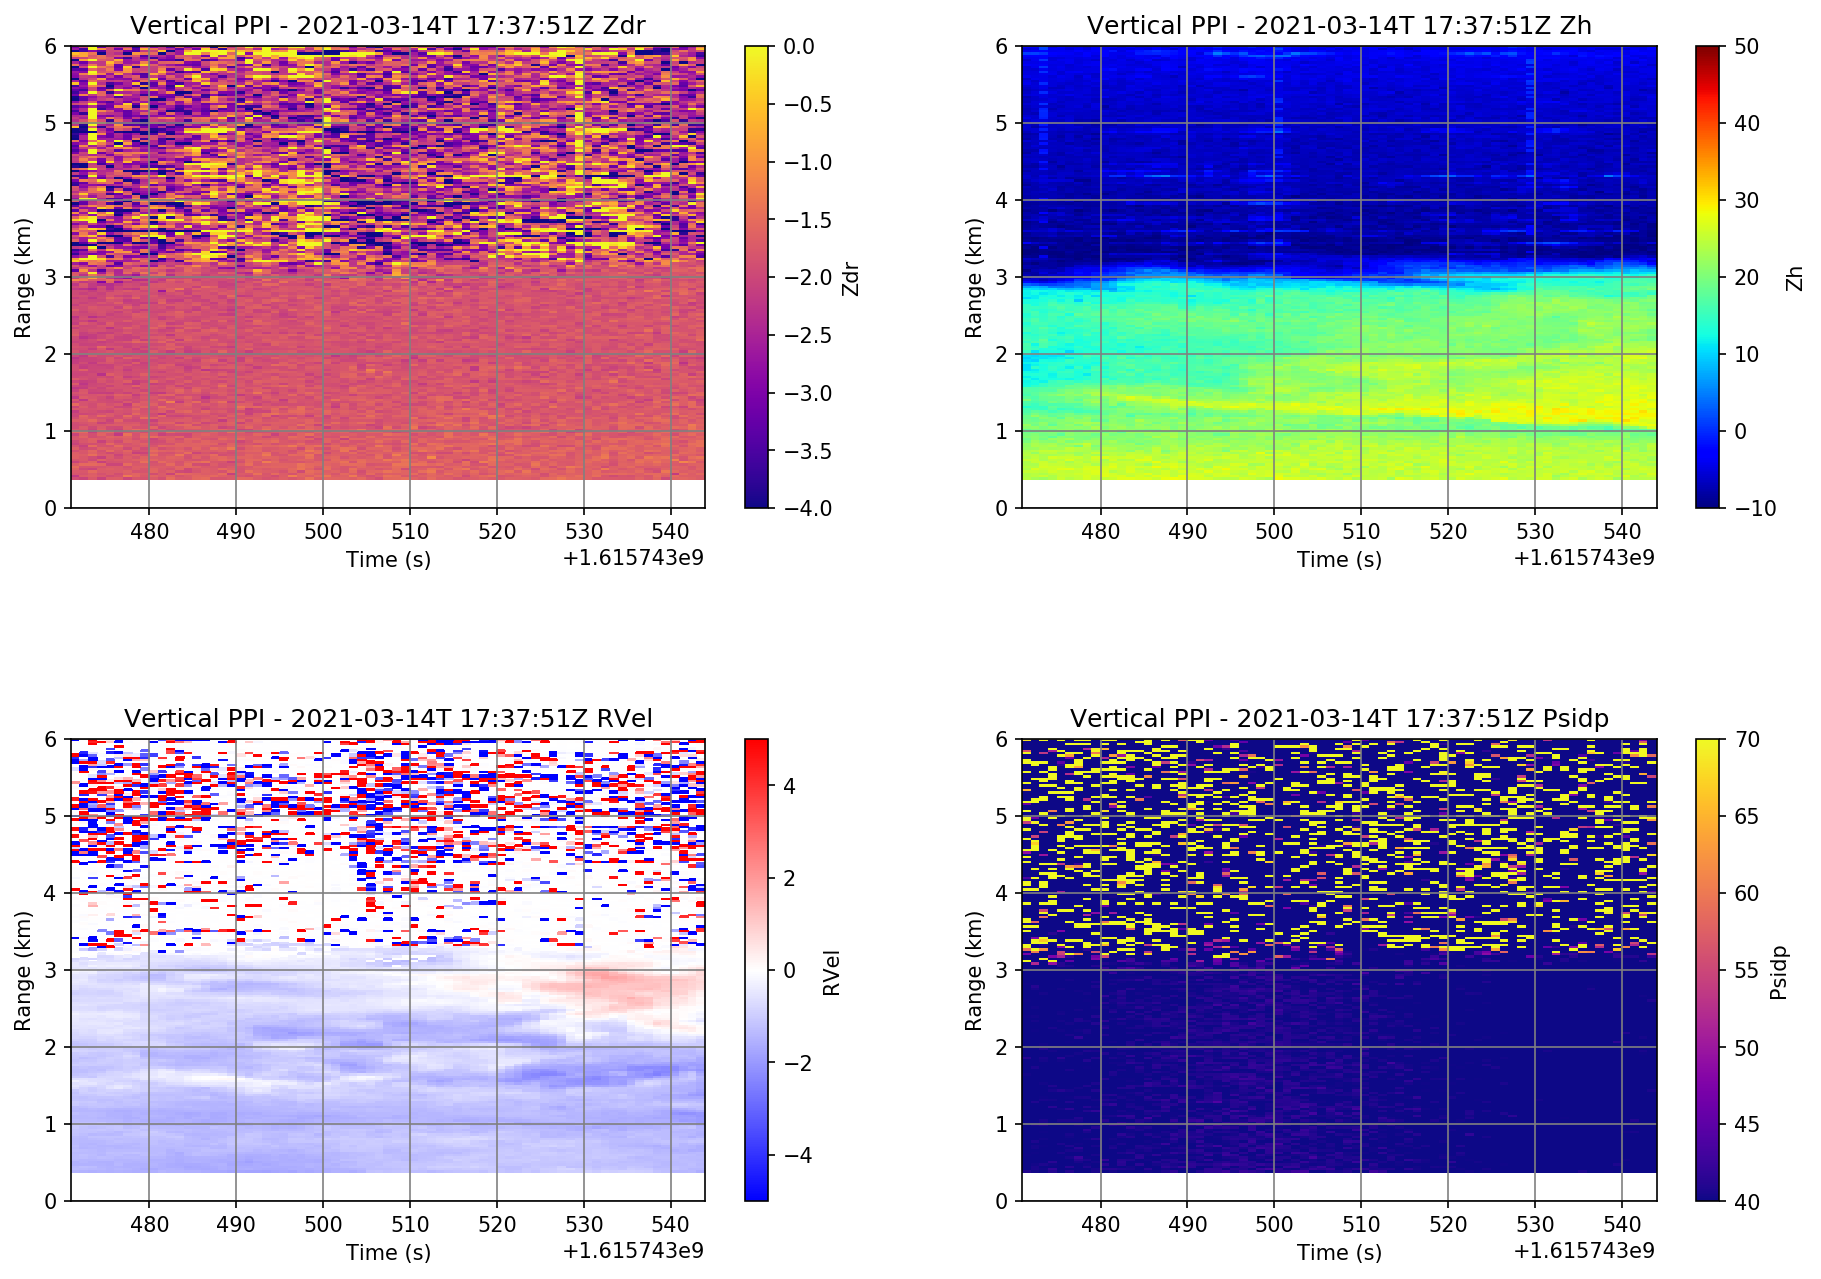 Vertical PPI - 2021-03-14T 17:37:51Z Zdr
6
5
4
3
2
1
0
Range (km)
480 490 500 510 520 530 540
Time (s)
+1.615743e9
0.0
−0.5
−1.0
−1.5
−2.0
−2.5
−3.0
−3.5
−4.0
Zdr
Vertical PPI - 2021-03-14T 17:37:51Z Zh
6
5
4
3
2
1
0
Range (km)
480 490 500 510 520 530 540
Time (s)
+1.615743e9
50
40
30
20
10
0
−10
Zh
Vertical PPI - 2021-03-14T 17:37:51Z RVel
6
5
4
3
2
1
0
Range (km)
480 490 500 510 520 530 540
Time (s)
+1.615743e9
4
2
0
−2
−4
RVel
Vertical PPI - 2021-03-14T 17:37:51Z Psidp
6
5
4
3
2
1
0
Range (km)
480 490 500 510 520 530 540
Time (s)
+1.615743e9
70
65
60
55
50
45
40
Psidp